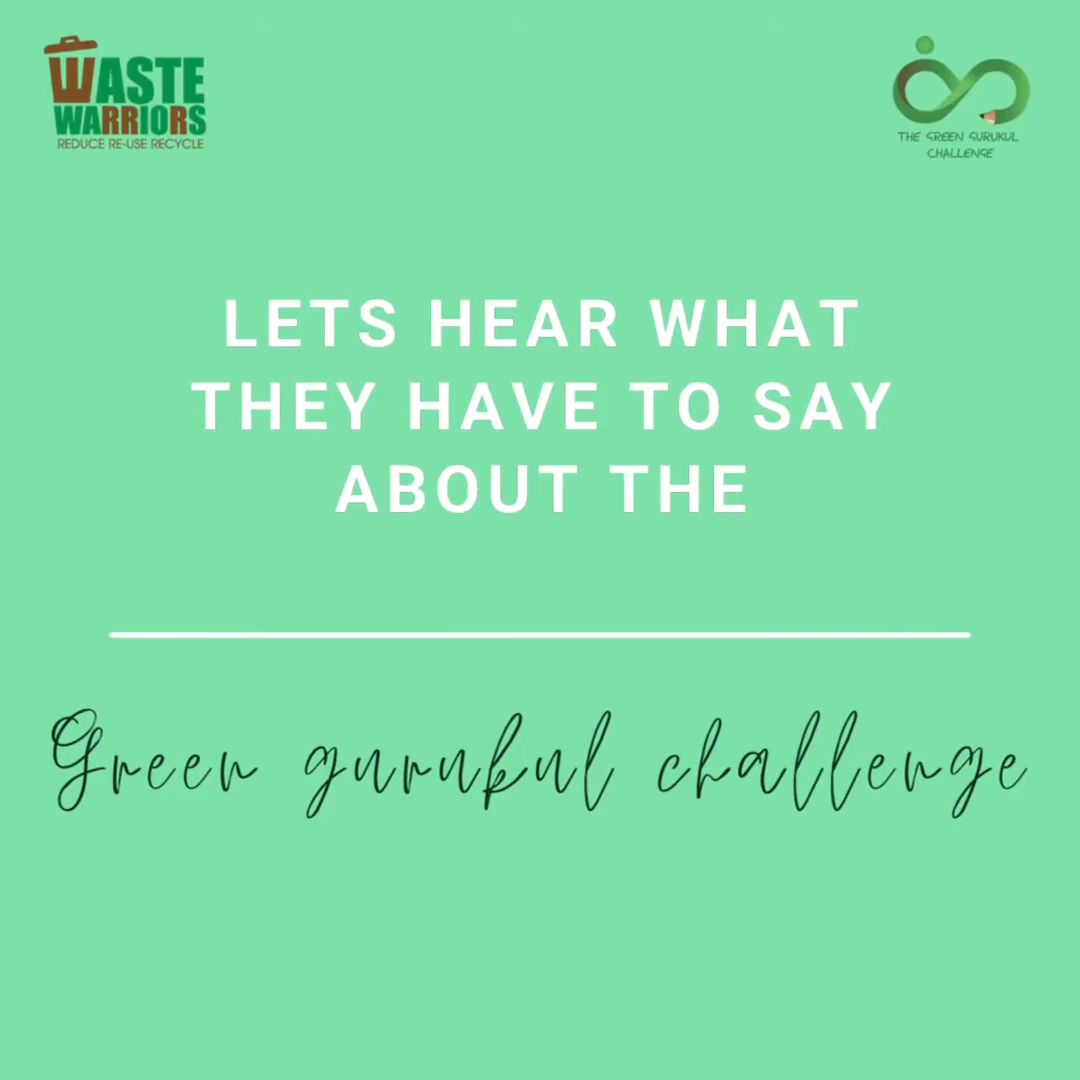 WASTE
WARRIORS
REDUCE RE-USE RECYCLE
THE GREEN GURUKUL
CHALLENGE
LETS HEAR WHAT
THEY HAVE TO SAY
ABOUT THE
Green gurukul challenge